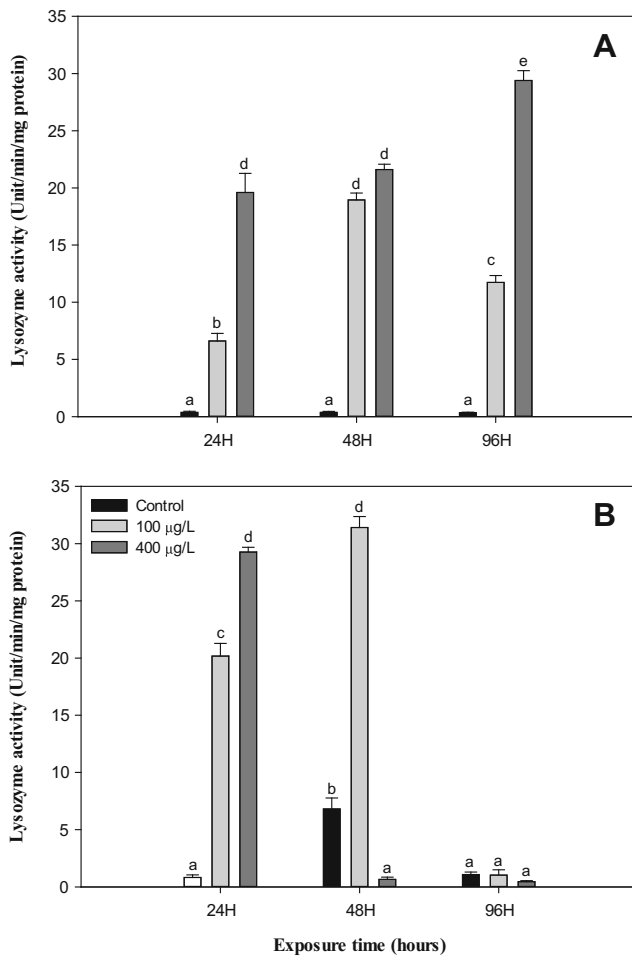 A
Lysozyme activity (Unit/min/mg protein)
35
30
25
20
15
10
5
0
a b d
a d d
a c e
24H 48H 96H
B
Lysozyme activity (Unit/min/mg protein)
35
30
25
20
15
10
5
0
Control
100 μg/L
400 μg/L
a c d
b d a
a a a
24H 48H 96H
Exposure time (hours)